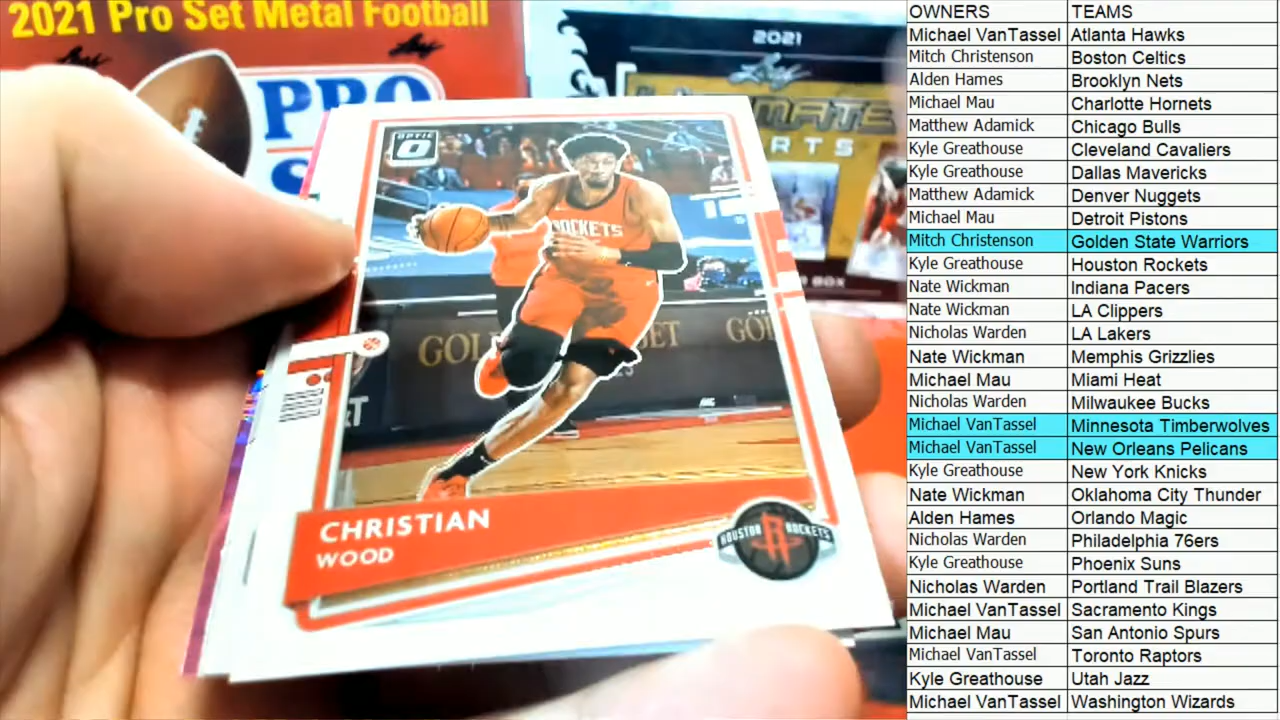 2021 Pro Set Metal Football
PRO
S
2021
Leaf
ULTIMATE
RTS
BOX
OPTIC
ROCKETS
GOL
ET
GOL
CHRISTIAN
WOOD
HOUSTON ROCKETS
OWNERS TEAMS
Michael VanTassel Atlanta Hawks
Mitch Christenson Boston Celtics
Alden Hames Brooklyn Nets
Michael Mau Charlotte Hornets
Matthew Adamick Chicago Bulls
Kyle Greathouse Cleveland Cavaliers
Kyle Greathouse Dallas Mavericks
Matthew Adamick Denver Nuggets
Michael Mau Detroit Pistons
Mitch Christenson Golden State Warriors
Kyle Greathouse Houston Rockets
Nate Wickman Indiana Pacers
Nate Wickman LA Clippers
Nicholas Warden LA Lakers
Nate Wickman Memphis Grizzlies
Michael Mau Miami Heat
Nicholas Warden Milwaukee Bucks
Michael VanTassel Minnesota Timberwolves
Michael VanTassel New Orleans Pelicans
Kyle Greathouse New York Knicks
Nate Wickman Oklahoma City Thunder
Alden Hames Orlando Magic
Nicholas Warden Philadelphia 76ers
Kyle Greathouse Phoenix Suns
Nicholas Warden Portland Trail Blazers
Michael VanTassel Sacramento Kings
Michael Mau San Antonio Spurs
Michael VanTassel Toronto Raptors
Kyle Greathouse Utah Jazz
Michael VanTassel Washington Wizards